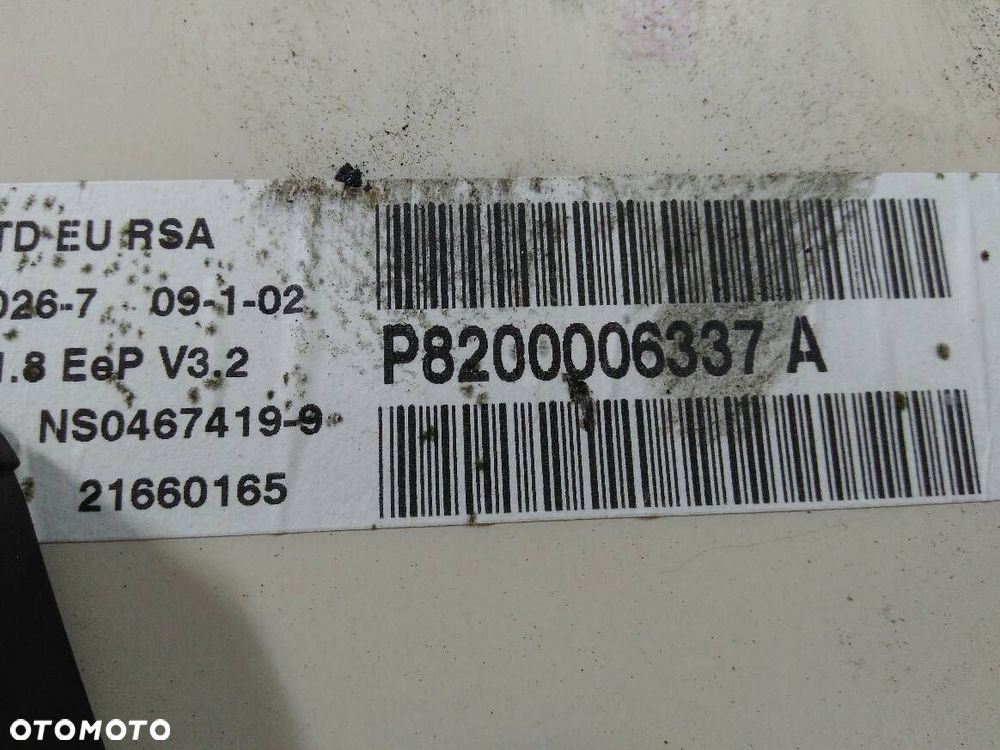 TD EU RSA
026-7 09-1-02
1.8 EeP V3.2
NS0467419-9
21660165
P8200006337 A
OTOMOTO